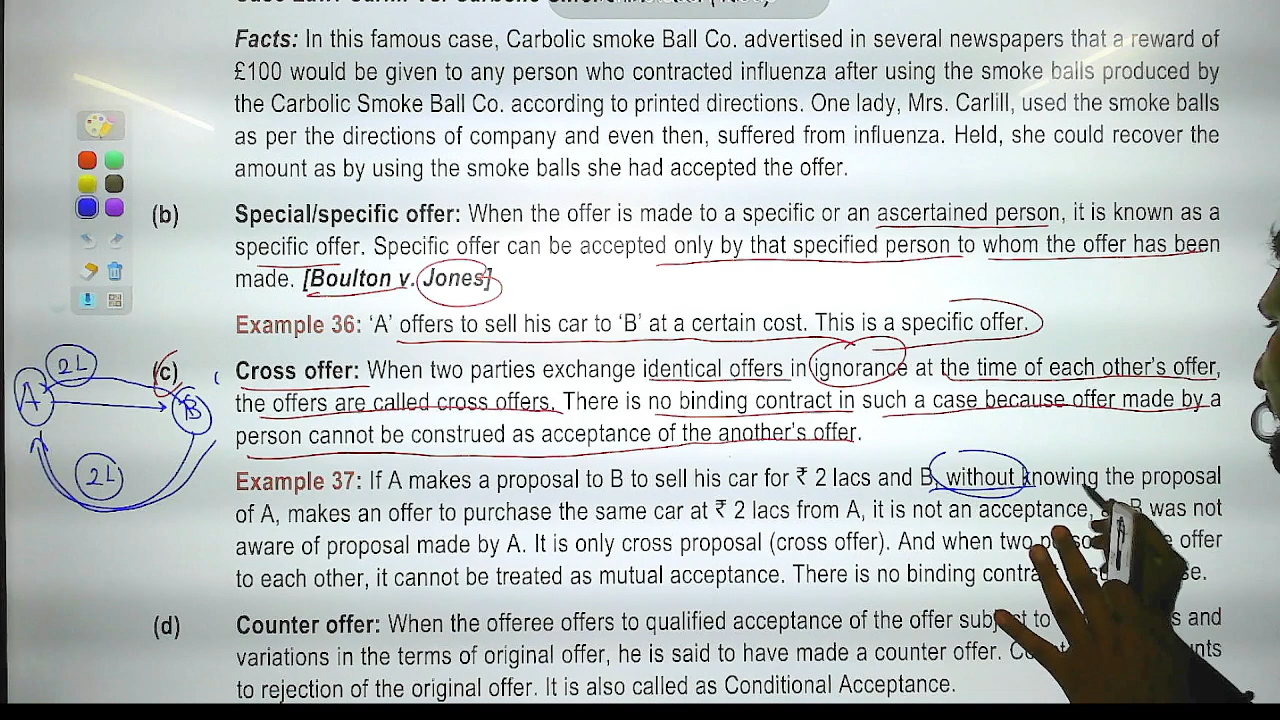 Facts: In this famous case, Carbolic smoke Ball Co. advertised in several newspapers that a reward of
£100 would be given to any person who contracted influenza after using the smoke balls produced by
the Carbolic Smoke Ball Co. according to printed directions. One lady, Mrs. Carlill, used the smoke balls
as per the directions of company and even then, suffered from influenza. Held, she could recover the
amount as by using the smoke balls she had accepted the offer.
(b) Special/specific offer: When the offer is made to a specific or an ascertained person, it is known as a
specific offer. Specific offer can be accepted only by that specified person to whom the offer has been
made. [Boulton v. Jones]
Example 36: ‘A’ offers to sell his car to ‘B’ at a certain cost. This is a specific offer.
(c) Cross offer: When two parties exchange identical offers in ignorance at the time of each other’s offer,
the offers are called cross offers. There is no binding contract in such a case because offer made by a
person cannot be construed as acceptance of the another’s offer.
2L
A
B
2L
Example 37: If A makes a proposal to B to sell his car for ₹ 2 lacs and B, without knowing the proposal
of A, makes an offer to purchase the same car at ₹ 2 lacs from A, it is not an acceptance, B was not
aware of proposal made by A. It is only cross proposal (cross offer). And when two offer
to each other, it cannot be treated as mutual acceptance. There is no binding
(d) Counter offer: When the offeree offers to qualified acceptance of the offer to and
variations in the terms of original offer, he is said to have made a counter offer.
to rejection of the original offer. It is also called as Conditional Acceptance.